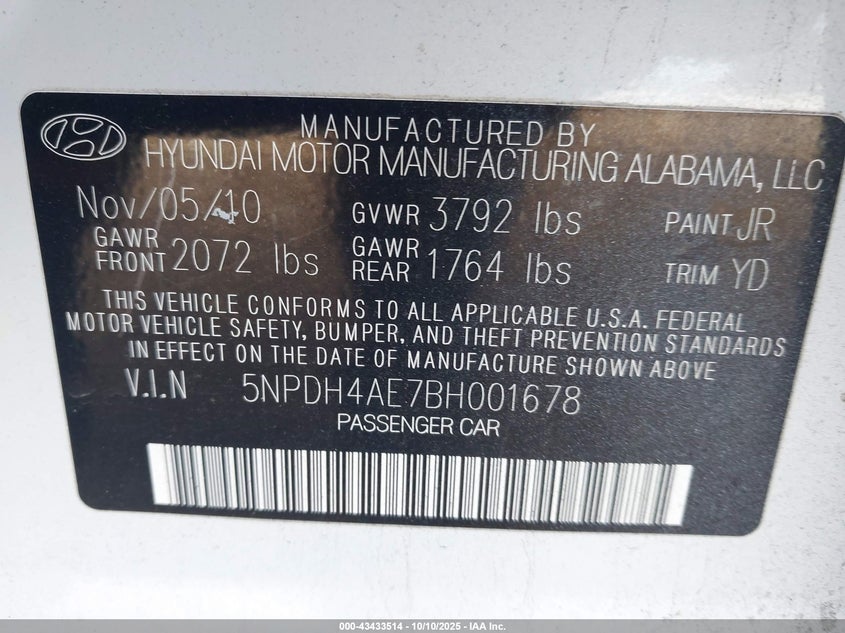 MANUFACTURED BY
HYUNDAI MOTOR MANUFACTURING ALABAMA, LLC
Nov/05/10 GVWR 3792 lbs PAINT JR
GAWR FRONT 2072 lbs GAWR REAR 1764 lbs TRIM YD
THIS VEHICLE CONFORMS TO ALL APPLICABLE U.S.A. FEDERAL
MOTOR VEHICLE SAFETY, BUMPER, AND THEFT PREVENTION STANDARDS
IN EFFECT ON THE DATE OF MANUFACTURE SHOWN ABOVE
V.I.N 5NPDH4AE7BH001678
PASSENGER CAR
000-43433514 - 10/10/2025 - IAA Inc.